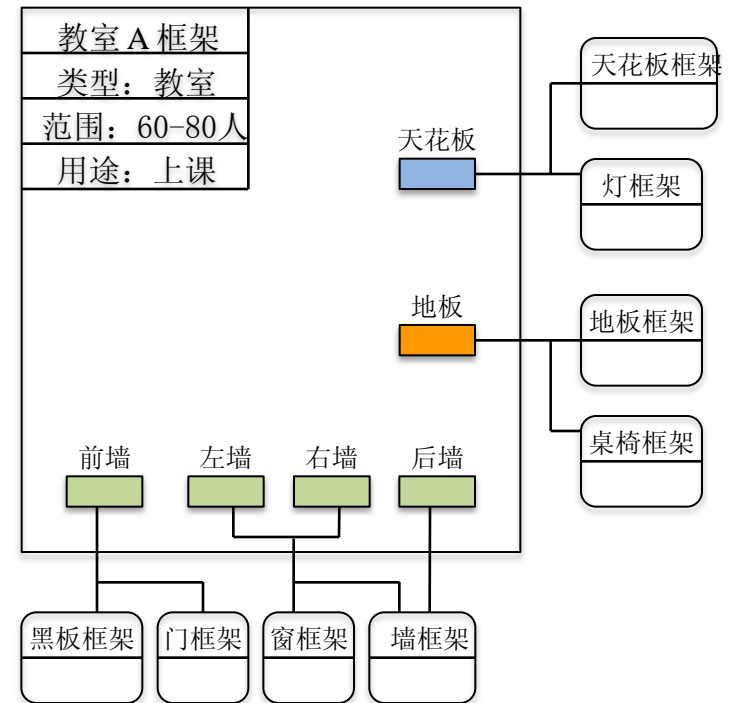 教室A框架
类型：教室
范围：60-80人
用途：上课
天花板
天花板框架
灯框架
地板
地板框架
桌椅框架
前墙
左墙
右墙
后墙
黑板框架
门框架
窗框架
墙框架